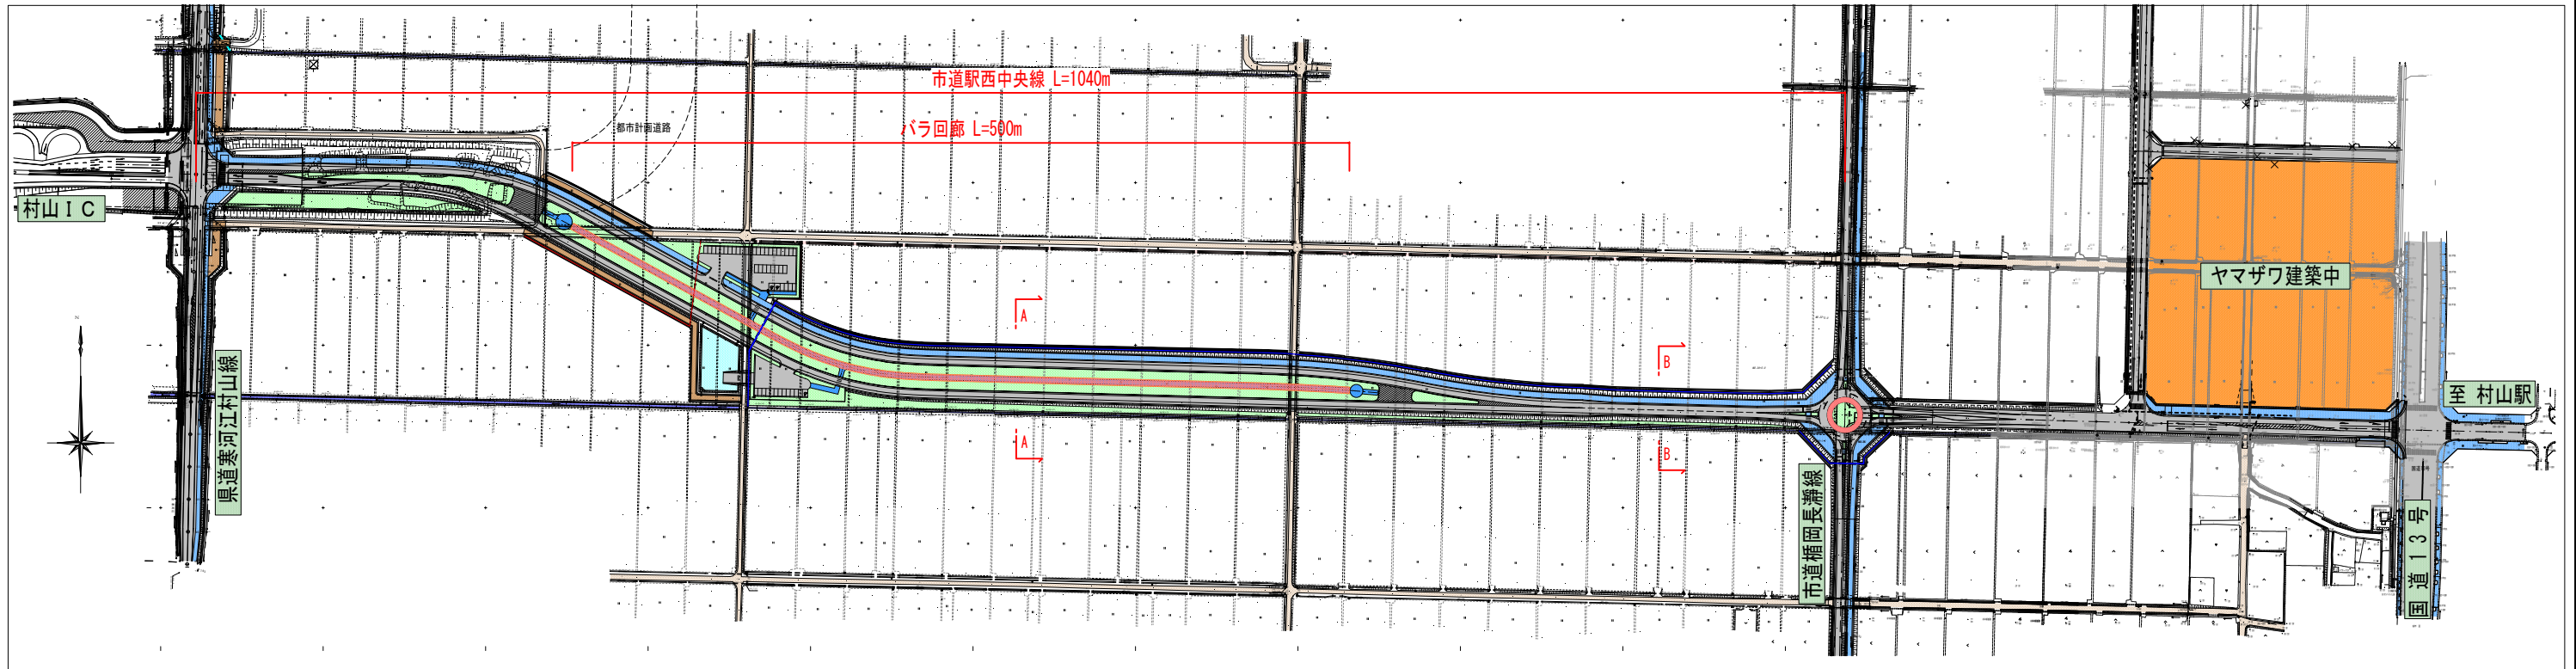 市道駅西中央線 L=1040m
バラ回廊 L=500m
都市計画道路
村山IC
ヤマザワ建築中
A
B
県道寒河江村山線
至 村山駅
A
B
市道楯岡長瀞線
国道13号